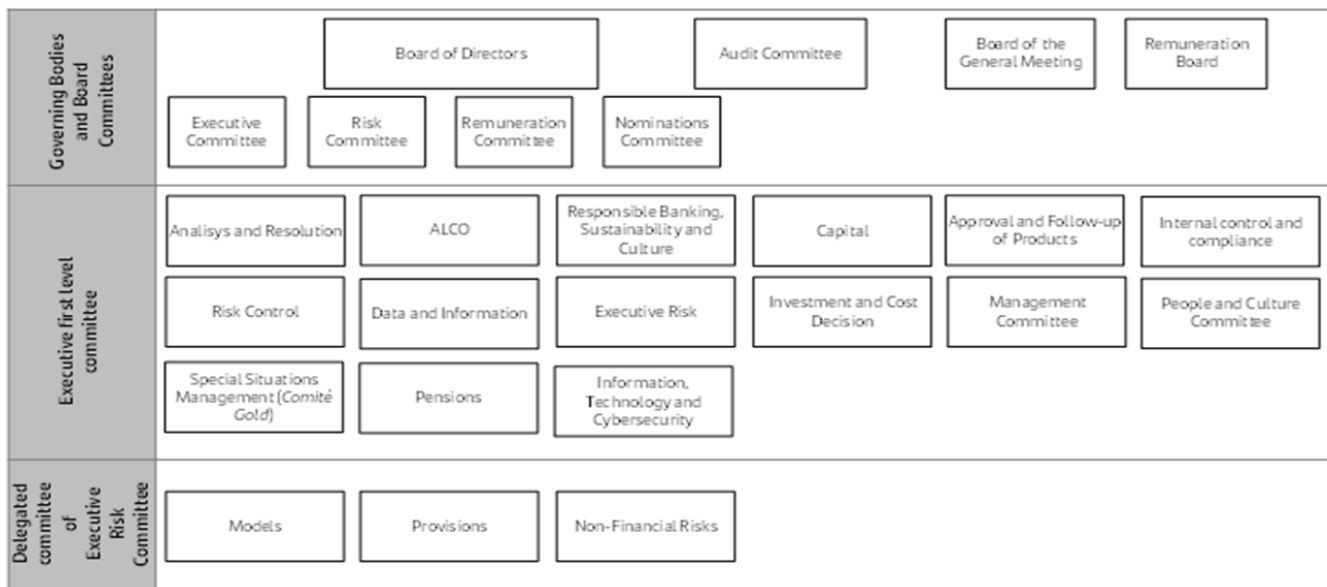 Governing Bodies
and Board
Committees
Board of Directors
Audit Committee
Board of the
General Meeting
Remuneration
Board
Executive
Committee
Risk
Committee
Remuneration
Committee
Nominations
Committee
Executive first level
committee
Analisys and Resolution
ALCO
Responsible Banking,
Sustainability and
Culture
Capital
Approval and Follow-up
of Products
Internal control and
compliance
Risk Control
Data and Information
Executive Risk
Investment and Cost
Decision
Management
Committee
People and Culture
Committee
Special Situations
Management (Comité
Gold)
Pensions
Information,
Technology and
Cybersecurity
Delegated
committee
of
Executive
Risk
Committee
Models
Provisions
Non-Financial Risks